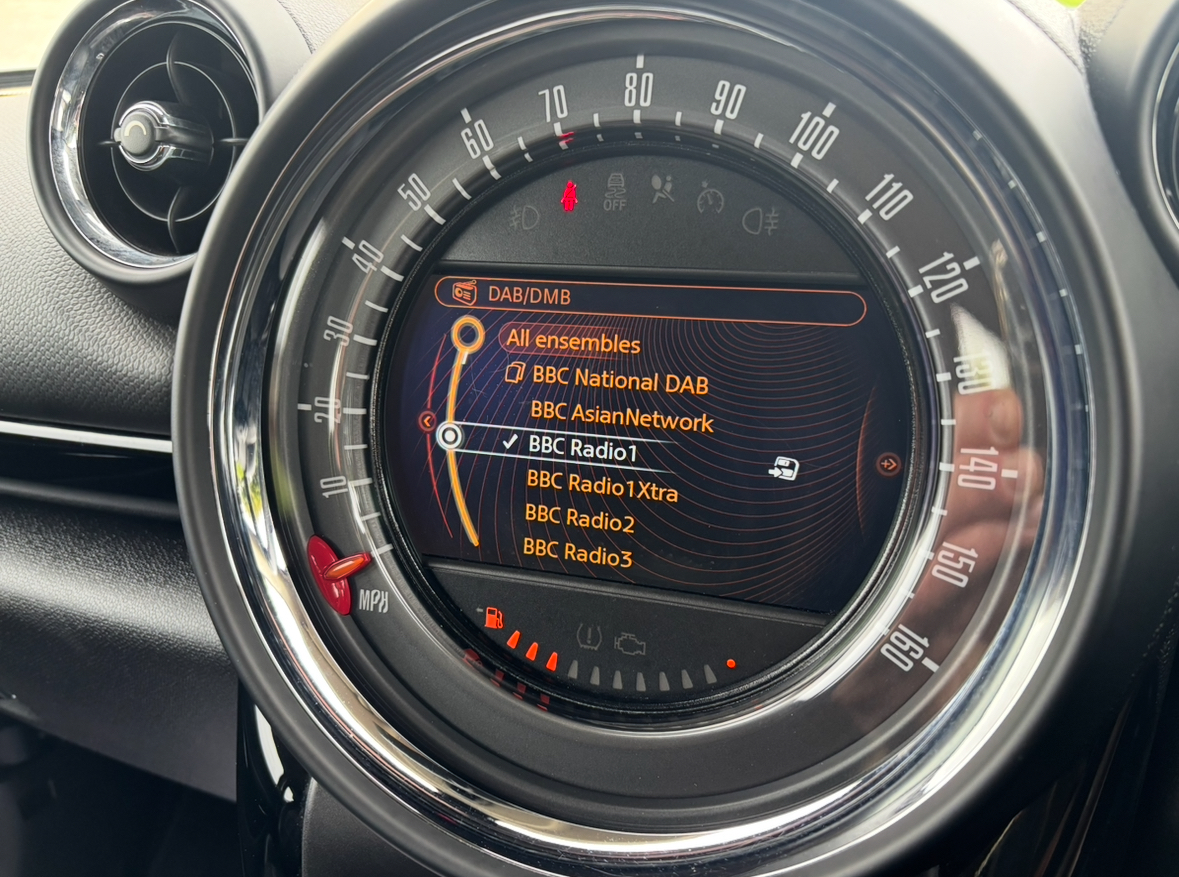 10
20
30
40
50
60
70
80
90
100
110
120
130
140
150
160
MPH
OFF
DAB/DMB
All ensembles
BBC National DAB
BBC AsianNetwork
BBC Radio1
BBC Radio1Xtra
BBC Radio2
BBC Radio3